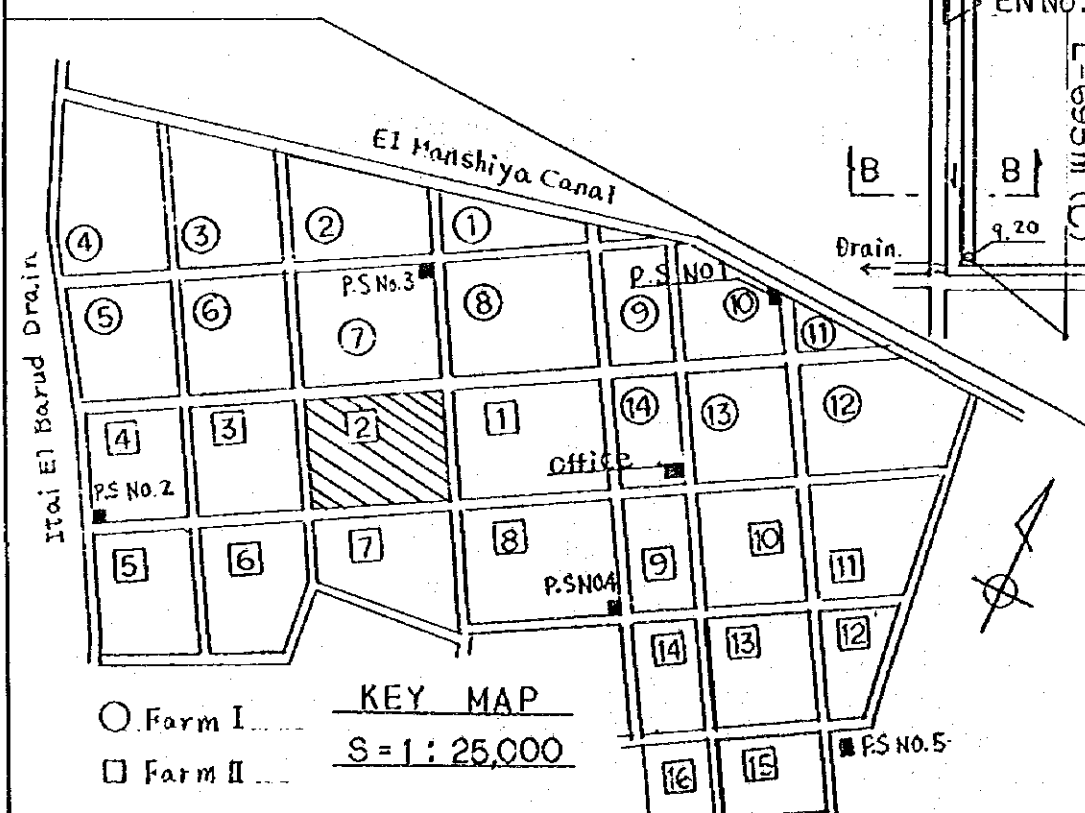 EN No.
L=699m (1)
B B
9.20
Drain.
El Manshiya Canal
Itai El Barud Drain
4 3 2 1
P.S No.3
P.S NO1
5 6 7 8 9 10 11
4 3 2 1 14 13 12
Office
P.S NO.2
5 6 7 8 9 10 11
P.SNO4
14 13 12
16 15
P.S NO.5
KEY MAP
S=1:25,000
○ Farm I
□ Farm II